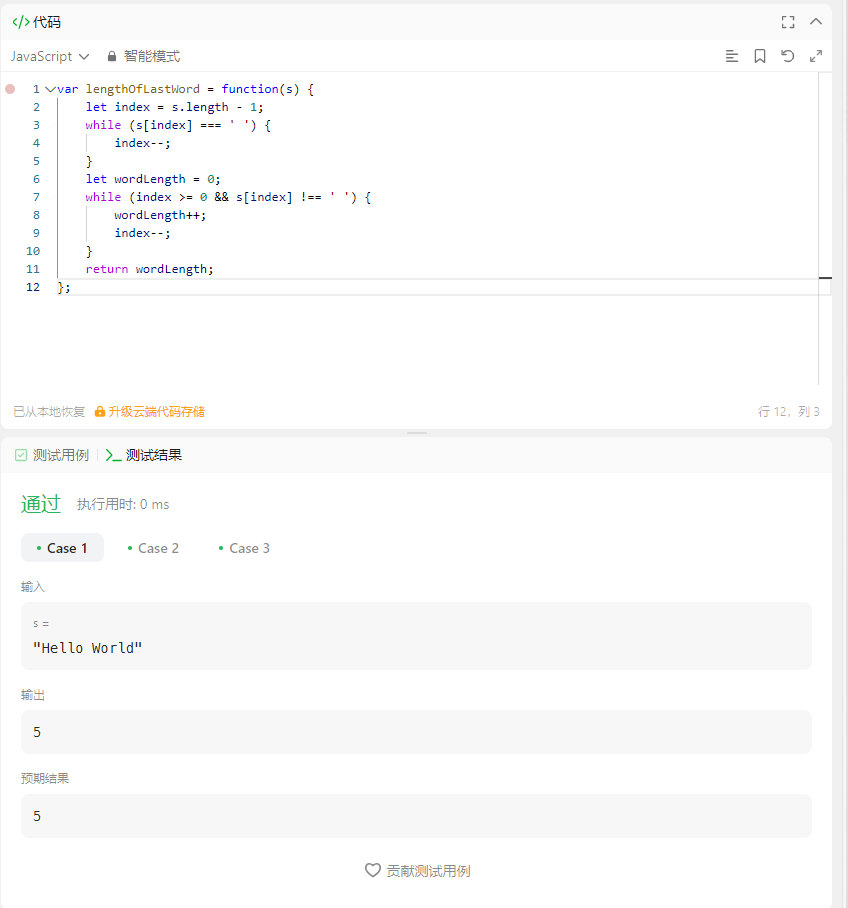 </> 代码
JavaScript 智能模式
1 var lengthOfLastWord = function(s) {
2 let index = s.length - 1;
3 while (s[index] === ' ') {
4 index--;
5 }
6 let wordLength = 0;
7 while (index >= 0 && s[index] !== ' ') {
8 wordLength++;
9 index--;
10 }
11 return wordLength;
12 };
已从本地恢复 升级云端代码存储 行 12，列 3
测试用例 >_ 测试结果
通过 执行用时: 0 ms
Case 1 Case 2 Case 3
输入
s =
"Hello World"
输出
5
预期结果
5
贡献测试用例